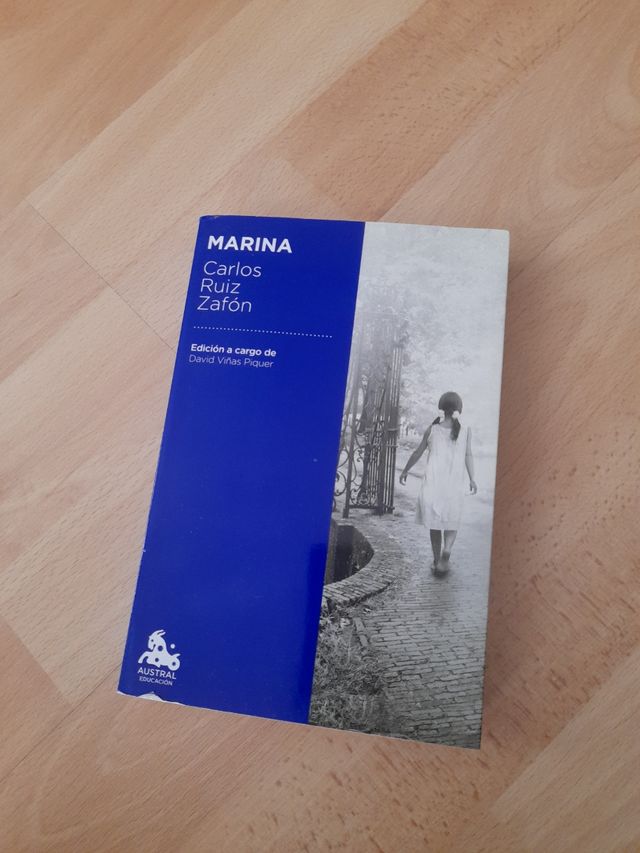 MARINA
Carlos
Ruiz
Zafón
Edición a cargo de
David Viñas Piquer
AUSTRAL
EDUCACIÓN